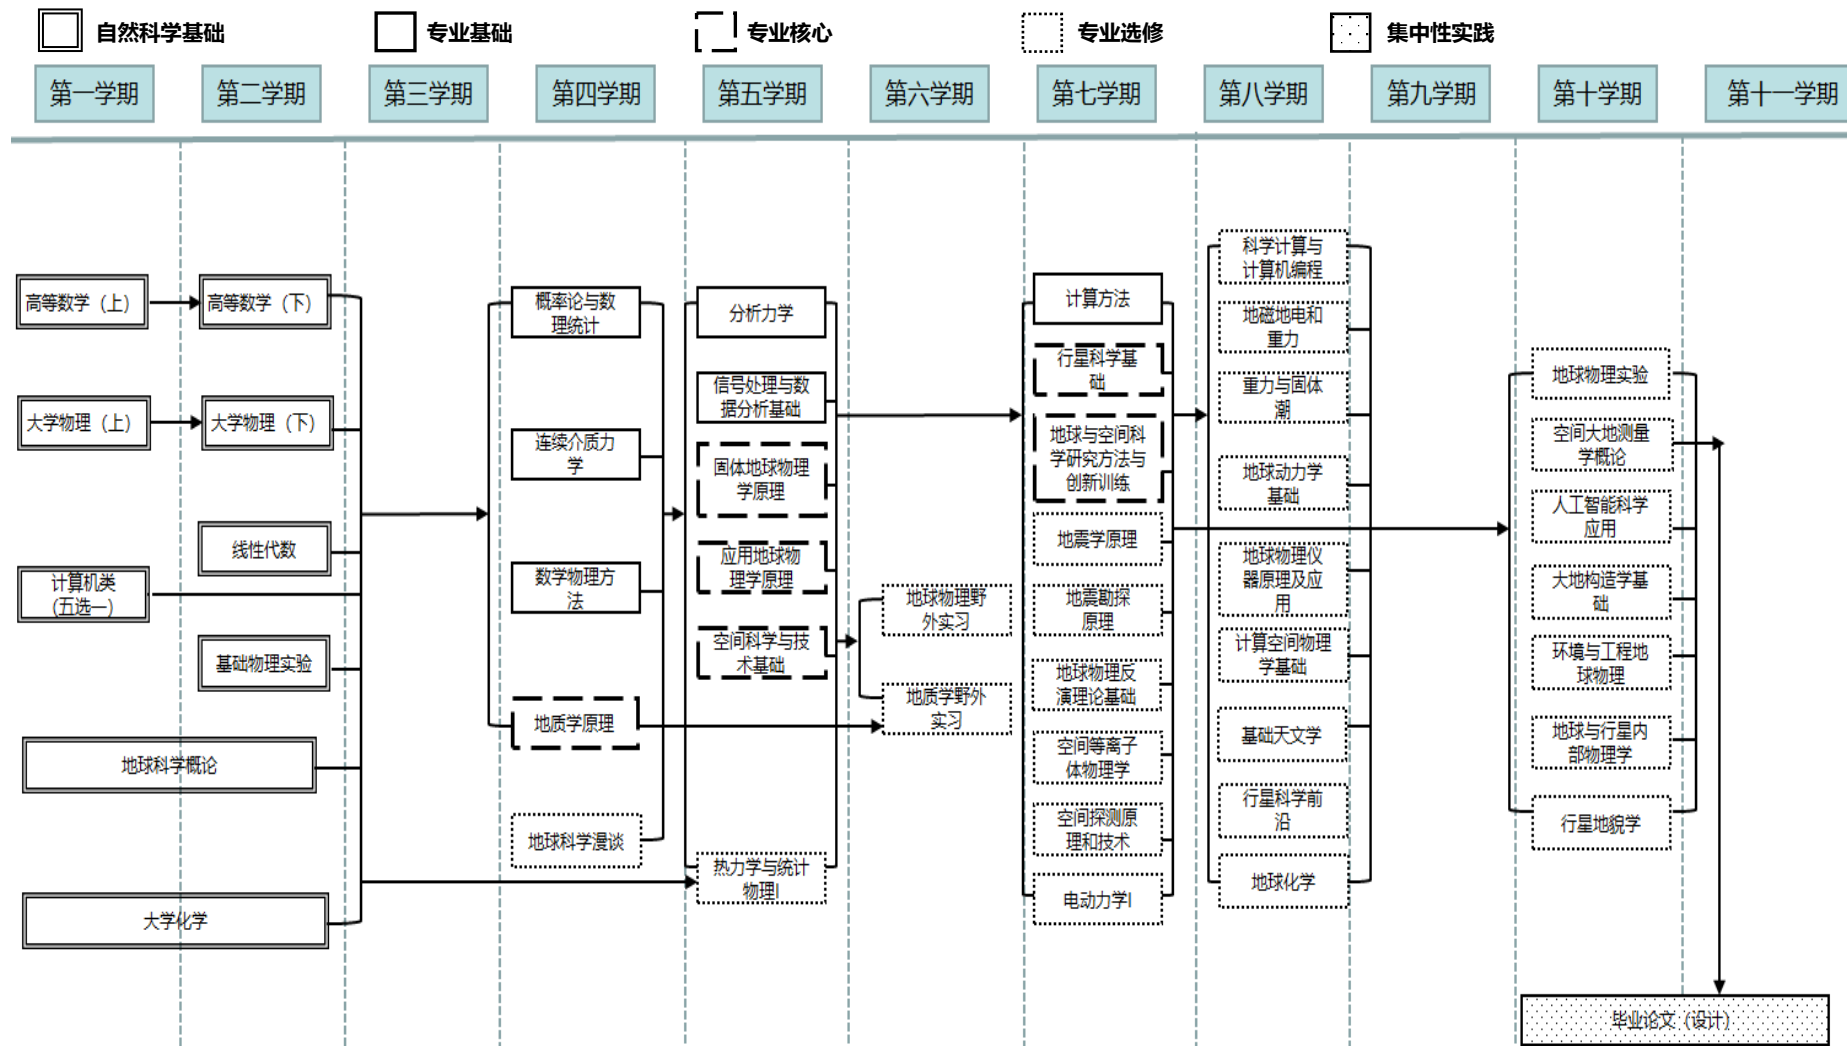 自然科学基础
专业基础
专业核心
专业选修
集中性实践
第一学期
第二学期
第三学期
第四学期
第五学期
第六学期
第七学期
第八学期
第九学期
第十学期
第十一学期
高等数学（上）
大学物理（上）
计算机类
（五选一）
高等数学（下）
大学物理（下）
线性代数
基础物理实验
地球科学概论
大学化学
概率论与数
理统计
连续介质力
学
数学物理方
法
地质学原理
地球科学漫谈
分析力学
信号处理与数
据分析基础
固体地球物理
学原理
应用地球物
理学原理
空间科学与技
术基础
热力学与统计
物理I
地球物理野
外实习
地质学野外
实习
计算方法
行星科学基
础
地球与空间科
学研究方法与
创新训练
地震学原理
地震勘探
原理
地球物理反
演理论基础
空间等离子
体物理学
空间探测原
理和技术
电动力学I
科学计算与
计算机编程
地磁地电和
重力
重力与固体
潮
地球动力学
基础
地球物理仪
器原理及应
用
计算空间物理
学基础
基础天文学
行星科学前
沿
地球化学
地球物理实验
空间大地测量
学概论
人工智能科学
应用
大地构造学基
础
环境与工程地
球物理
地球与行星内
部物理学
行星地貌学
毕业论文（设计）